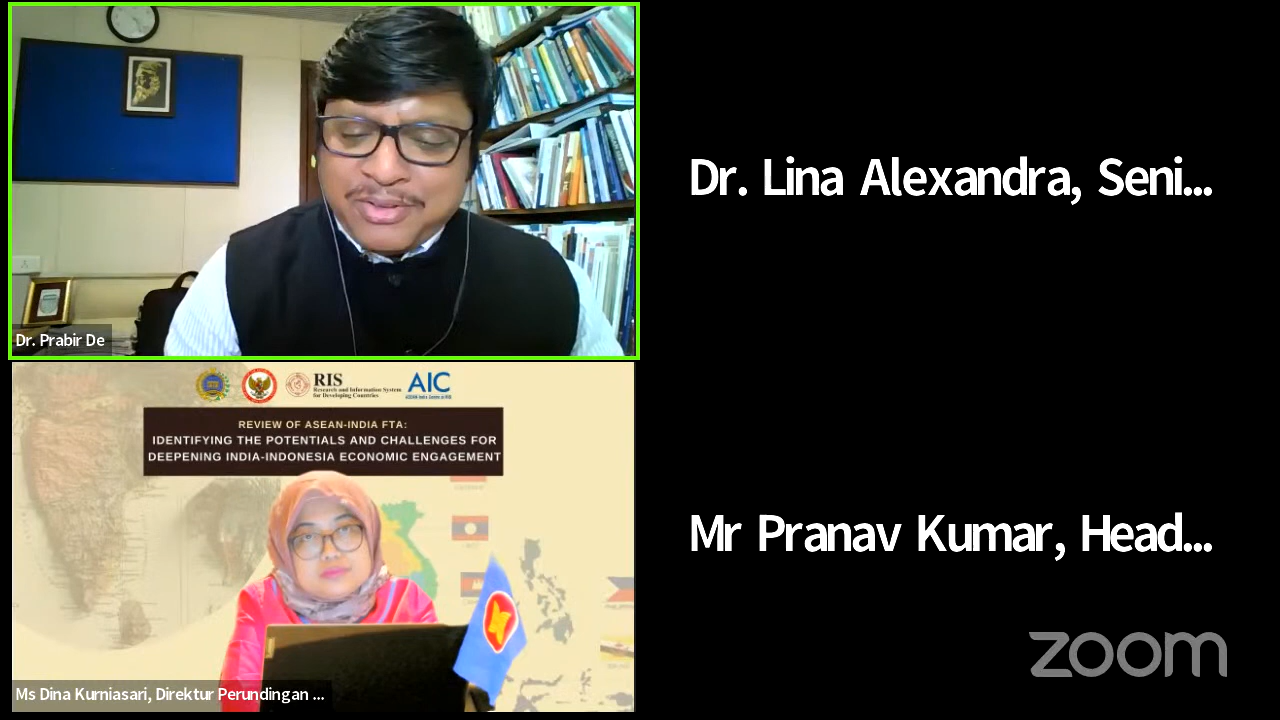 Dr. Prabir De
Dr. Lina Alexandra, Seni...
RIS
Research and Information System
for Developing Countries
AIC
REVIEW OF ASEAN-INDIA FTA:
IDENTIFYING THE POTENTIALS AND CHALLENGES FOR
DEEPENING INDIA-INDONESIA ECONOMIC ENGAGEMENT
Ms Dina Kurniasari, Direktur Perundingan ...
Mr Pranav Kumar, Head...
zoom